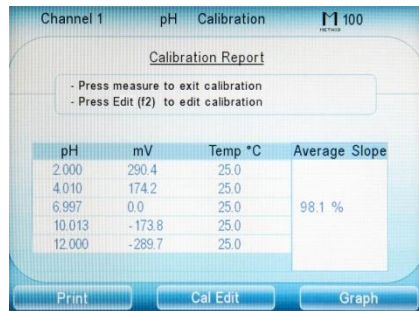 Channel 1 pH Calibration M 100
METHOD
Calibration Report
- Press measure to exit calibration
- Press Edit (f2) to edit calibration
pH mV Temp °C Average Slope
2.000 290.4 25.0
4.010 174.2 25.0
6.997 0.0 25.0 98.1 %
10.013 -173.8 25.0
12.000 -289.7 25.0
Print Cal Edit Graph